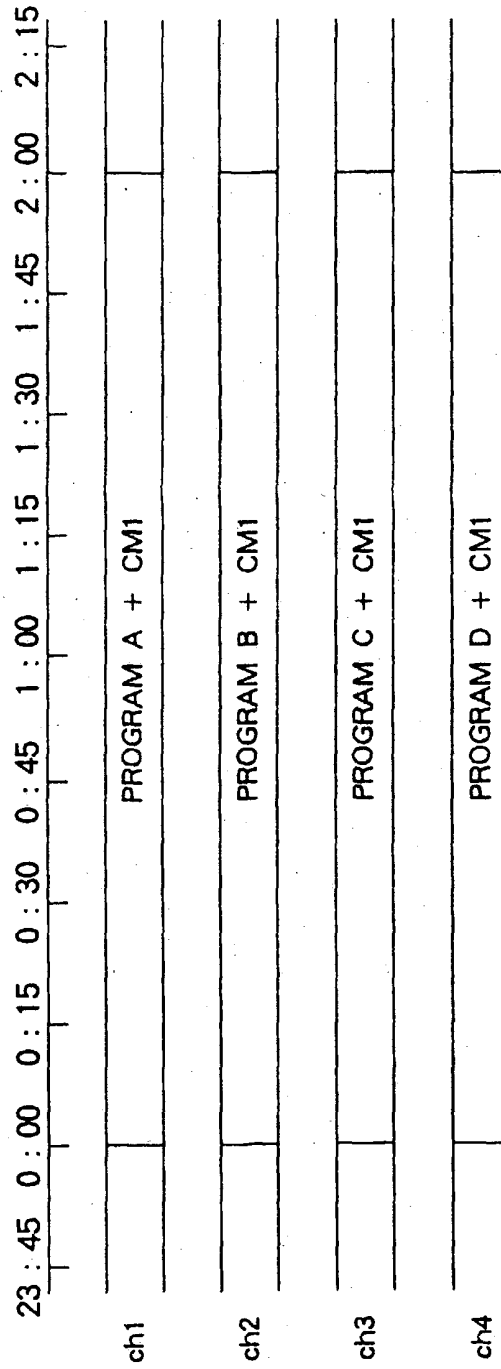 23 : 45 0 : 00 0 : 15 0 : 30 0 : 45 1 : 00 1 : 15 1 : 30 1 : 45 2 : 00 2 : 15
ch1 PROGRAM A + CM1
ch2 PROGRAM B + CM1
ch3 PROGRAM C + CM1
ch4 PROGRAM D + CM1